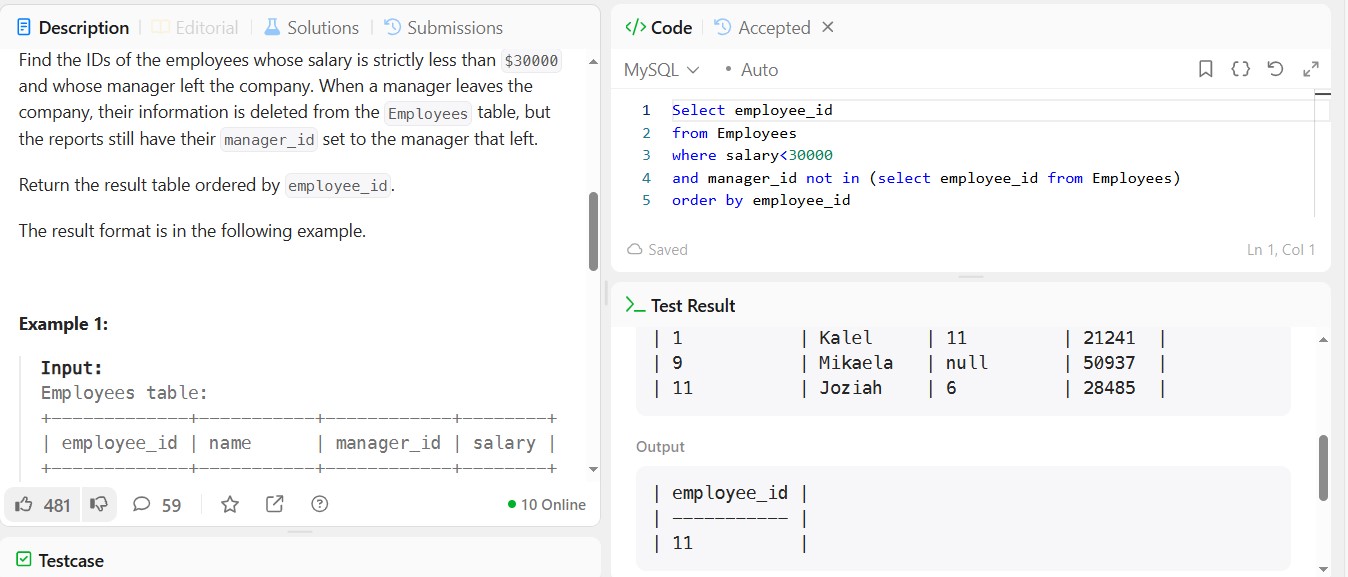 Description Editorial Solutions Submissions
Find the IDs of the employees whose salary is strictly less than $30000
and whose manager left the company. When a manager leaves the
company, their information is deleted from the Employees table, but
the reports still have their manager_id set to the manager that left.
Return the result table ordered by employee_id.
The result format is in the following example.
Example 1:
Input:
Employees table:
+-------------+-----------+------------+--------+
| employee_id | name      | manager_id | salary |
+-------------+-----------+------------+--------+
481 59 10 Online
Testcase
Code Accepted
MySQL Auto
1 Select employee_id
2 from Employees
3 where salary<30000
4 and manager_id not in (select employee_id from Employees)
5 order by employee_id
Saved Ln 1, Col 1
Test Result
| 1 | Kalel | 11 | 21241 |
| 9 | Mikaela | null | 50937 |
| 11 | Joziah | 6 | 28485 |
Output
| employee_id |
| ----------- |
| 11 |